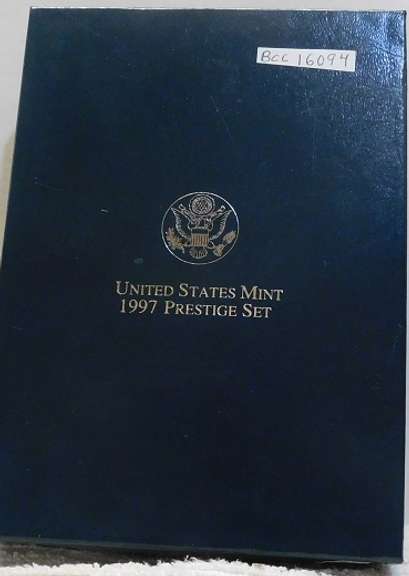 BCC 16094
UNITED STATES MINT
1997 PRESTIGE SET